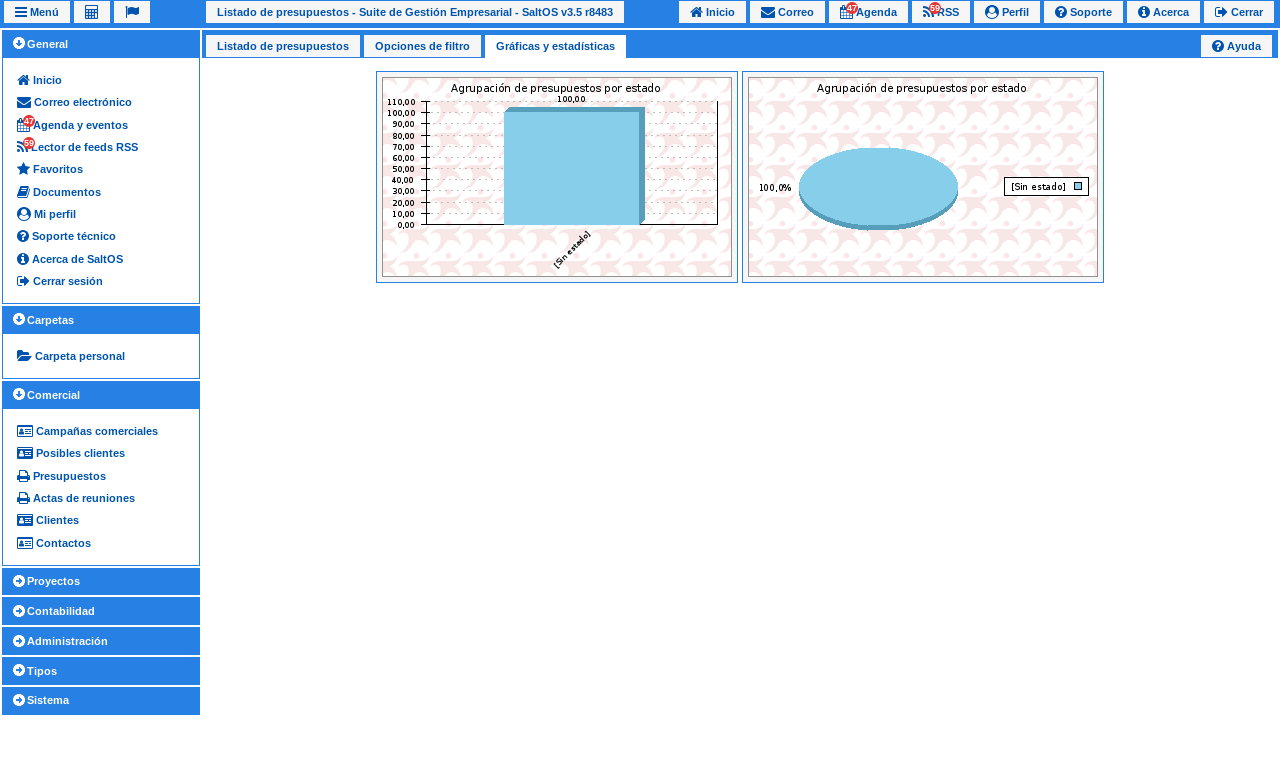 Menú
Listado de presupuestos - Suite de Gestión Empresarial - SaltOS v3.5 r8483
Inicio
Correo
47 Agenda
59 RSS
Perfil
Soporte
Acerca
Cerrar
General
Inicio
Correo electrónico
47 Agenda y eventos
59 Lector de feeds RSS
Favoritos
Documentos
Mi perfil
Soporte técnico
Acerca de SaltOS
Cerrar sesión
Carpetas
Carpeta personal
Comercial
Campañas comerciales
Posibles clientes
Presupuestos
Actas de reuniones
Clientes
Contactos
Proyectos
Contabilidad
Administración
Tipos
Sistema
Listado de presupuestos
Opciones de filtro
Gráficas y estadísticas
Ayuda
Agrupación de presupuestos por estado
100,00
110,00
100,00
90,00
80,00
70,00
60,00
50,00
40,00
30,00
20,00
10,00
0,00
[Sin estado]
Agrupación de presupuestos por estado
100,0%
[Sin estado]